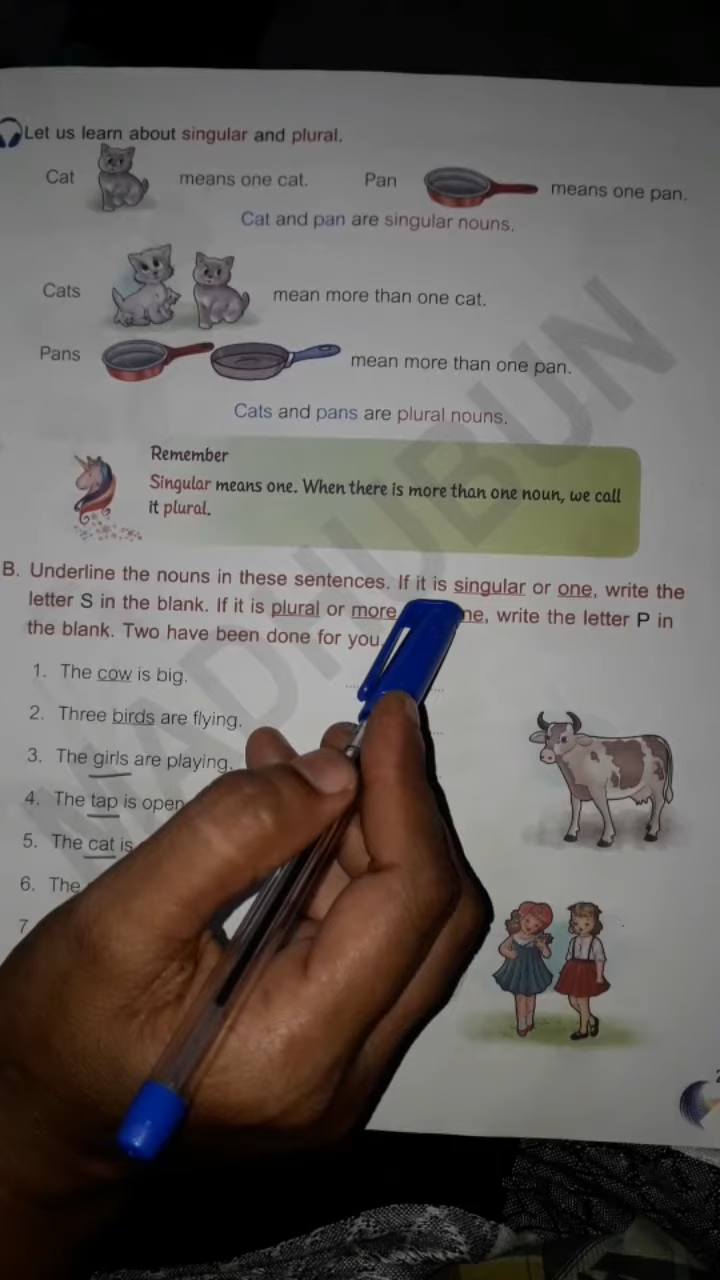 Let us learn about singular and plural.
Cat means one cat. Pan means one pan.
Cat and pan are singular nouns.
Cats mean more than one cat.
Pans mean more than one pan.
Cats and pans are plural nouns.
Remember
Singular means one. When there is more than one noun, we call
it plural.
B. Underline the nouns in these sentences. If it is singular or one, write the
letter S in the blank. If it is plural or more ne, write the letter P in
the blank. Two have been done for you
1. The cow is big.
2. Three birds are flying.
3. The girls are playing.
4. The tap is open
5. The cat is
6. The
7
MADHUBUN